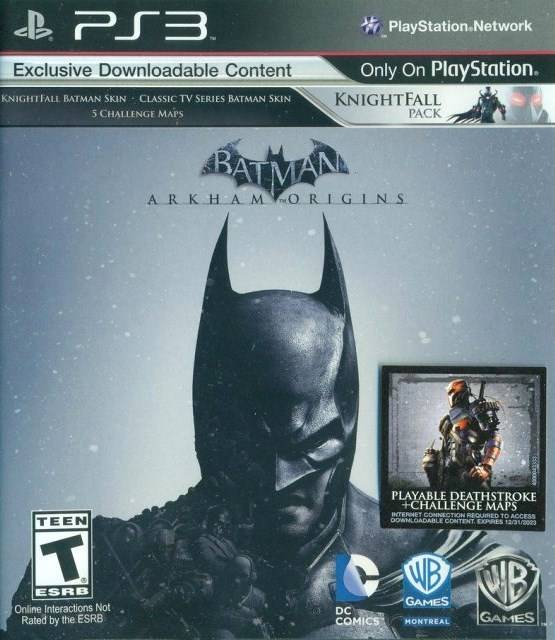 PS3
PlayStation®Network
Exclusive Downloadable Content
Only On PlayStation®
KNIGHTFALL BATMAN SKIN · CLASSIC TV SERIES BATMAN SKIN
5 CHALLENGE MAPS
KNIGHTFALL
PACK
BATMAN
ARKHAM ORIGINS
PLAYABLE DEATHSTROKE
+CHALLENGE MAPS
INTERNET CONNECTION REQUIRED TO ACCESS
DOWNLOADABLE CONTENT. EXPIRES 12/31/2023
TEEN
T
ESRB
Online Interactions Not
Rated by the ESRB
DC
COMICS
WB
GAMES
MONTREAL
WB
GAMES